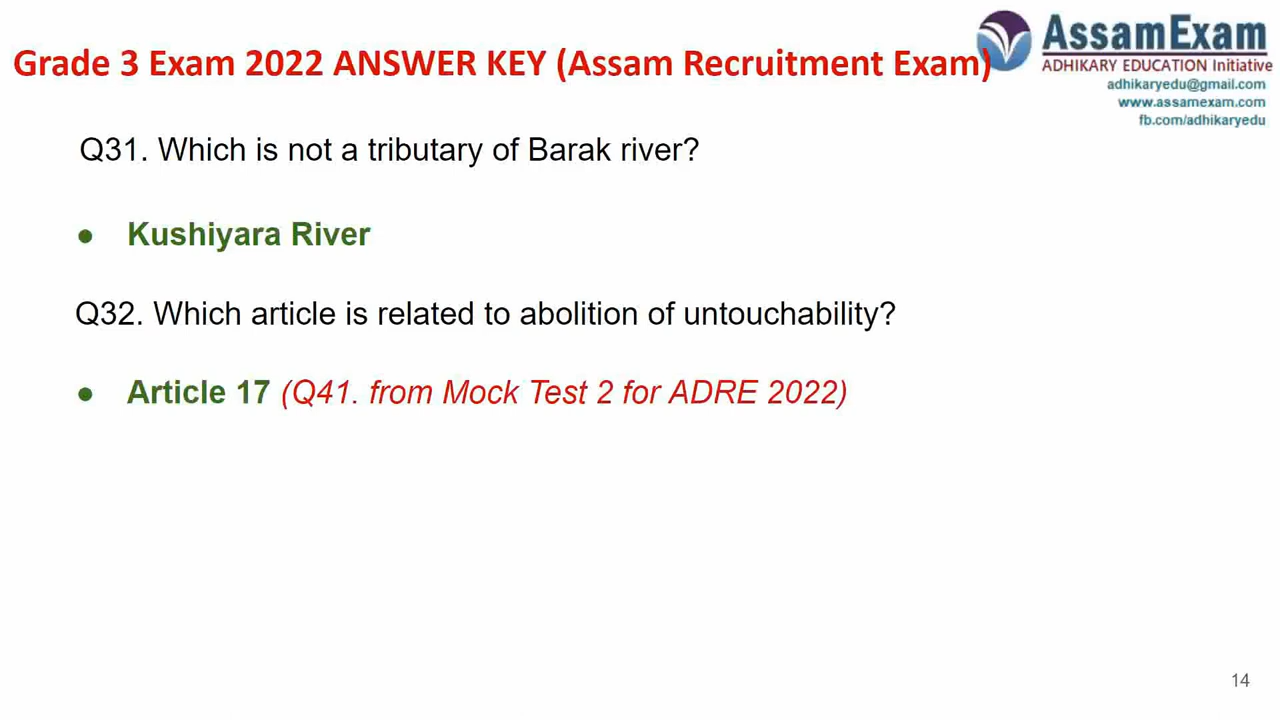 Grade 3 Exam 2022 ANSWER KEY (Assam Recruitment Exam)
AssamExam
ADHIKARY EDUCATION Initiative
adhikaryedu@gmail.com
www.assamexam.com
fb.com/adhikaryedu
Q31. Which is not a tributary of Barak river?
● Kushiyara River
Q32. Which article is related to abolition of untouchability?
● Article 17 (Q41. from Mock Test 2 for ADRE 2022)
14